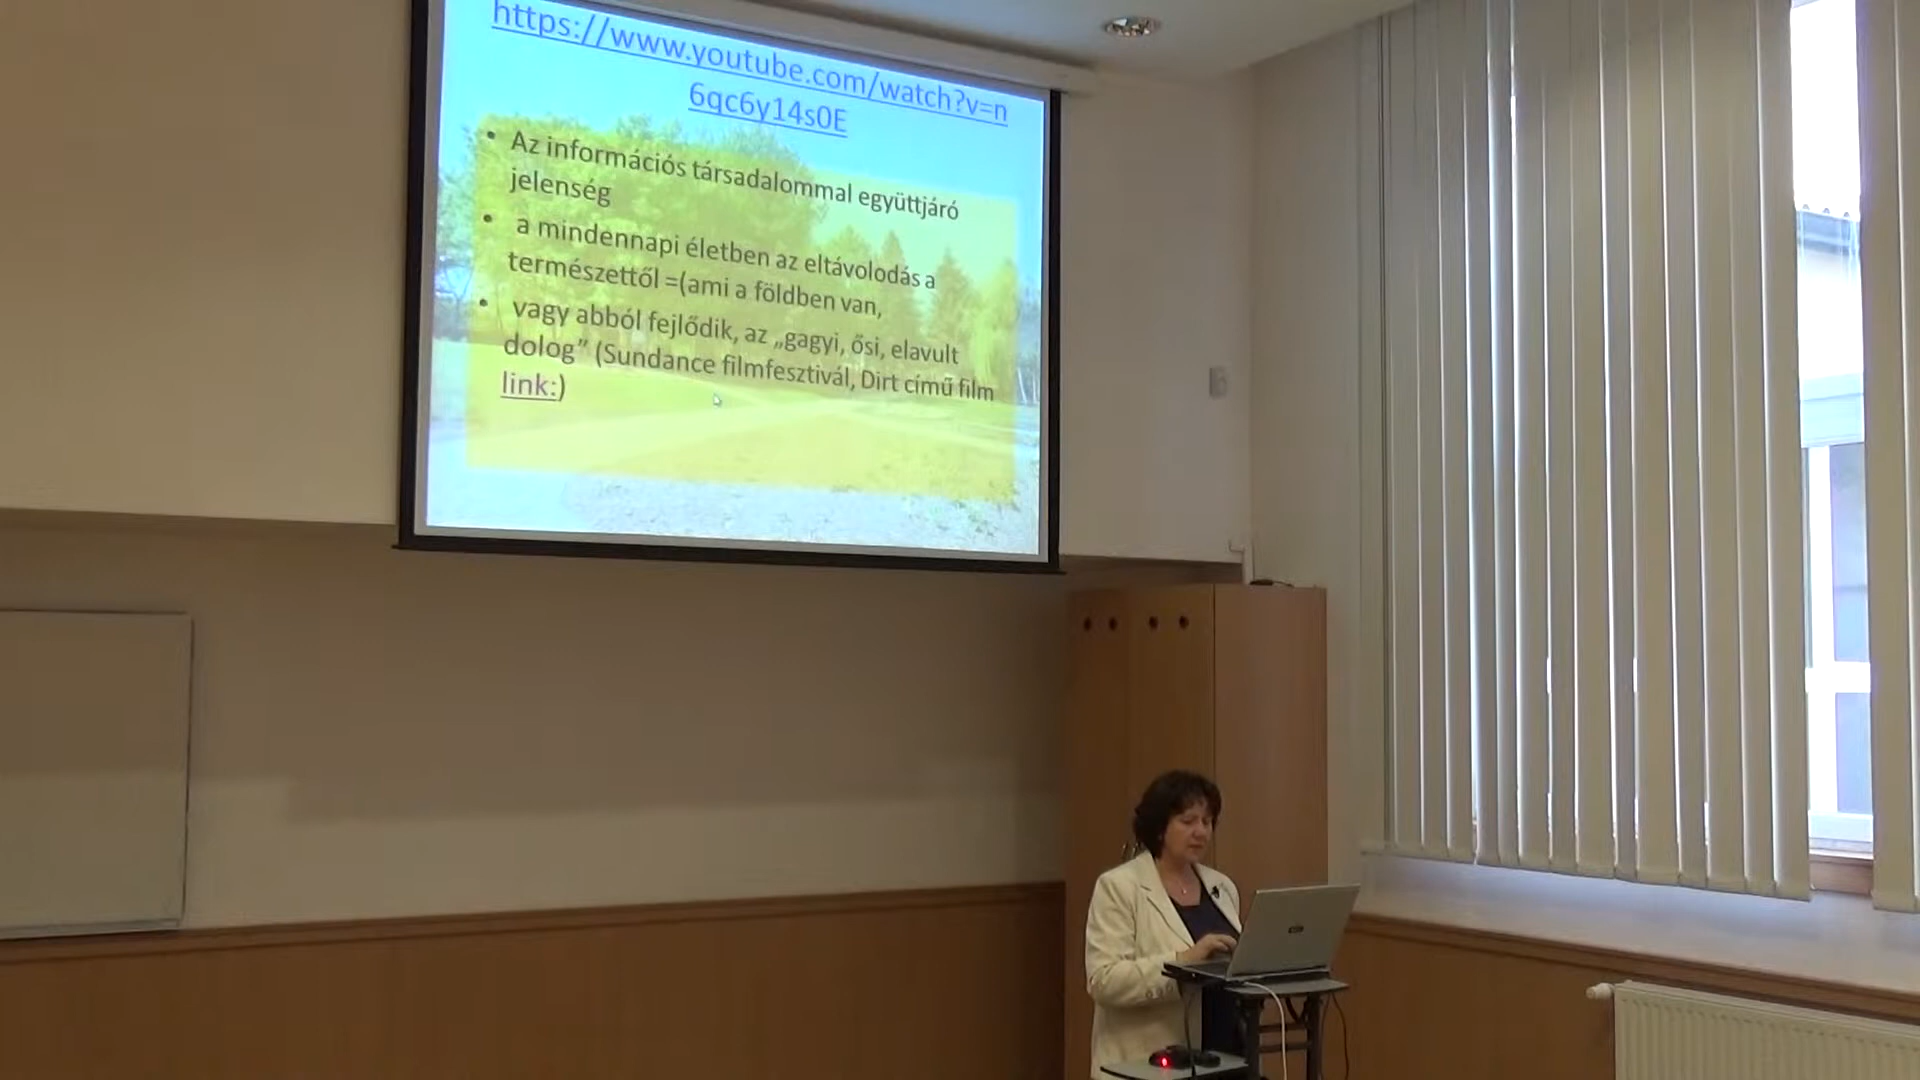 https://www.youtube.com/watch?v=n
6qc6y14s0E
• Az információs társadalommal együttjáró
jelenség
• a mindennapi életben az eltávolodás a
természettől =(ami a földben van,
• vagy abból fejlődik, az „gagyi, ősi, elavult
dolog” (Sundance filmfesztivál, Dirt című film
link:)